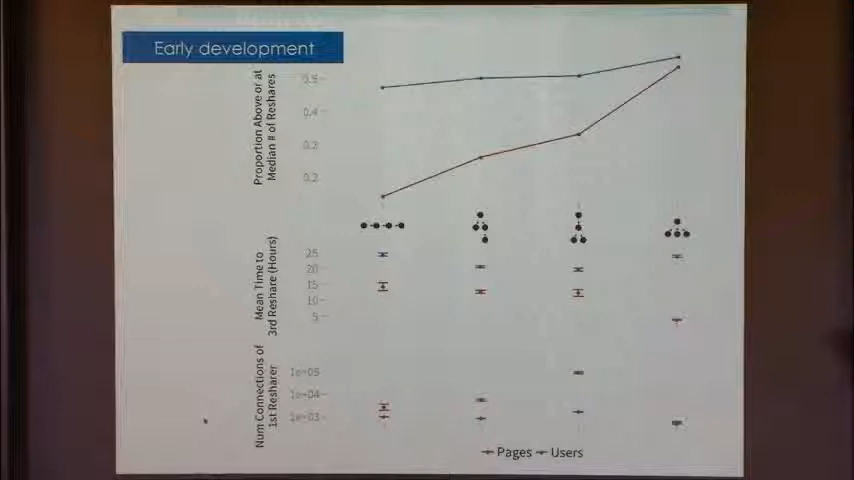 Early development
Proportion Above or at
Median # of Reshares
0.5
0.4
0.3
0.2
Mean Time to
3rd Reshare (Hours)
25
20
15
10
5
Num Connections of
1st Resharer
1e+05
1e+04
1e+03
Pages Users